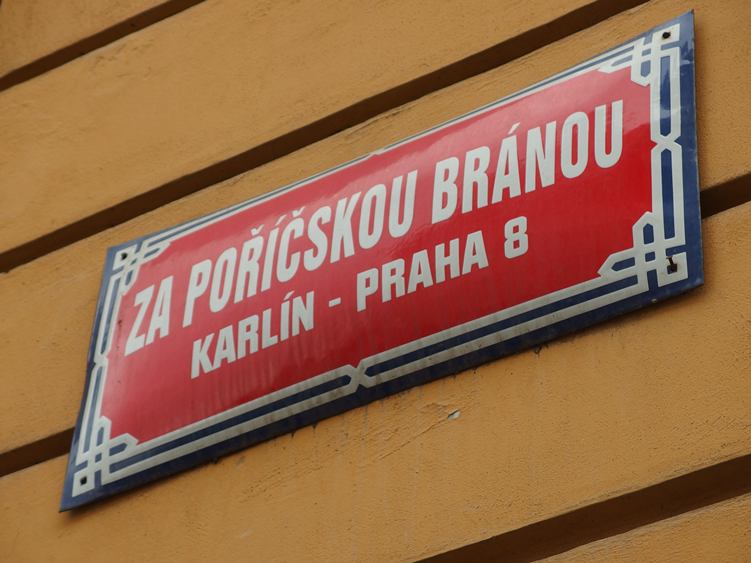 ZA POŘÍČSKOU BRÁNOU
KARLÍN - PRAHA 8